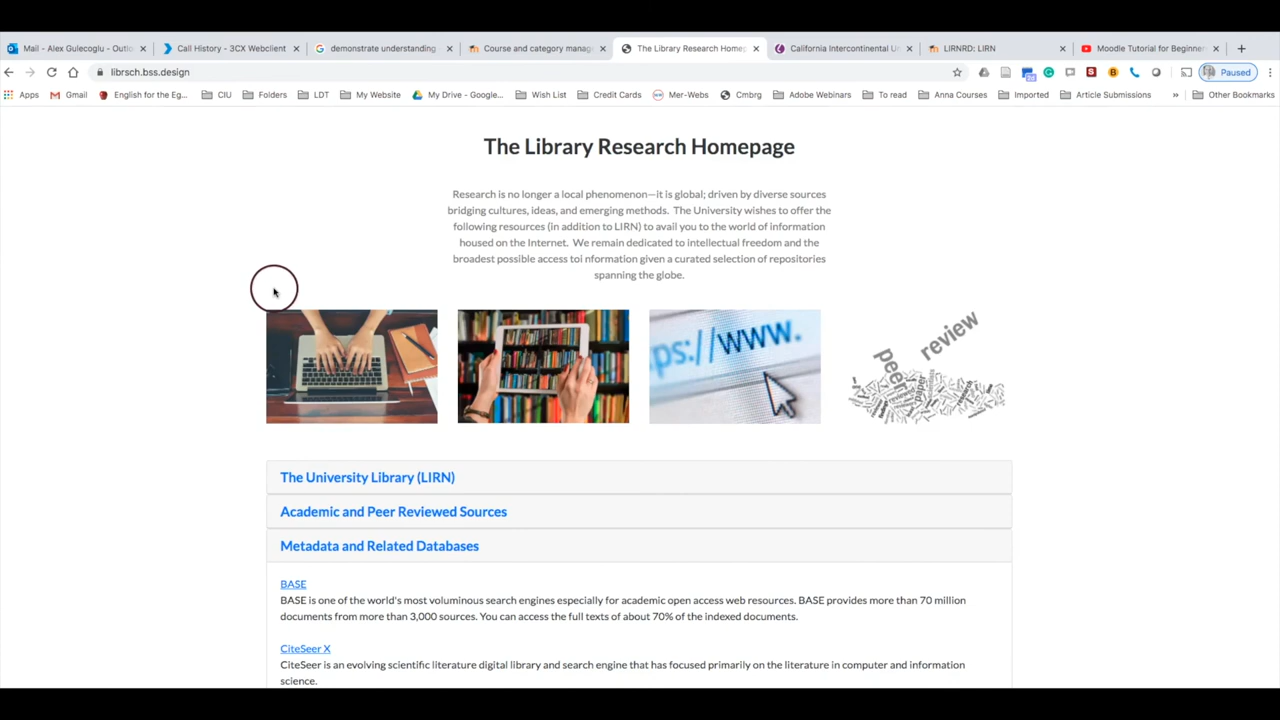 Mail - Alex Gulecoglu - Outlo
Call History - 3CX Webclient
demonstrate understanding
Course and category manag
The Library Research Homep
California Intercontinental Un
LIRNRD: LIRN
Moodle Tutorial for Beginner
librsch.bss.design
Paused
Apps
Gmail
English for the Eg...
CIU
Folders
LDT
My Website
My Drive - Google...
Wish List
Credit Cards
Mer-Webs
Cmbrg
Adobe Webinars
To read
Anna Courses
Imported
Article Submissions
»
Other Bookmarks
The Library Research Homepage
Research is no longer a local phenomenon—it is global; driven by diverse sources
bridging cultures, ideas, and emerging methods. The University wishes to offer the
following resources (in addition to LIRN) to avail you to the world of information
housed on the Internet. We remain dedicated to intellectual freedom and the
broadest possible access toi nformation given a curated selection of repositories
spanning the globe.
ps://www.
peer review
The University Library (LIRN)
Academic and Peer Reviewed Sources
Metadata and Related Databases
BASE
BASE is one of the world's most voluminous search engines especially for academic open access web resources. BASE provides more than 70 million
documents from more than 3,000 sources. You can access the full texts of about 70% of the indexed documents.
CiteSeer X
CiteSeer is an evolving scientific literature digital library and search engine that has focused primarily on the literature in computer and information
science.